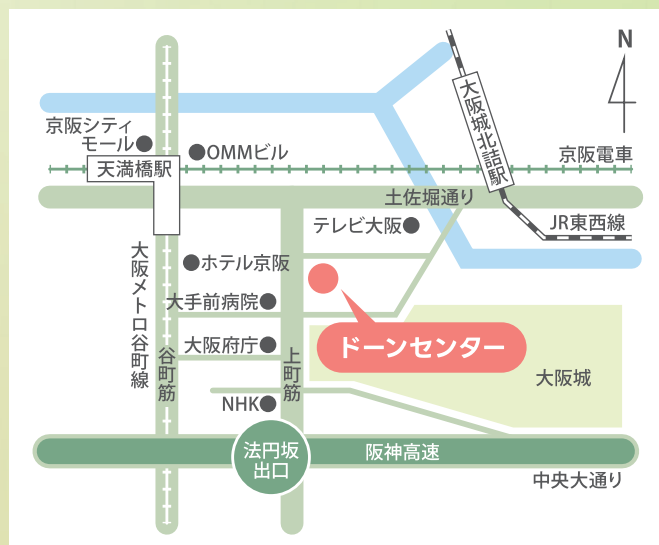 N
京阪シティ
モール
OMMビル
天満橋駅
大阪城北詰駅
京阪電車
土佐堀通り
テレビ大阪
JR東西線
大阪メトロ谷町線
ホテル京阪
大手前病院
ドーンセンター
大阪府庁
谷町筋
上町筋
大阪城
NHK
法円坂
出口
阪神高速
中央大通り